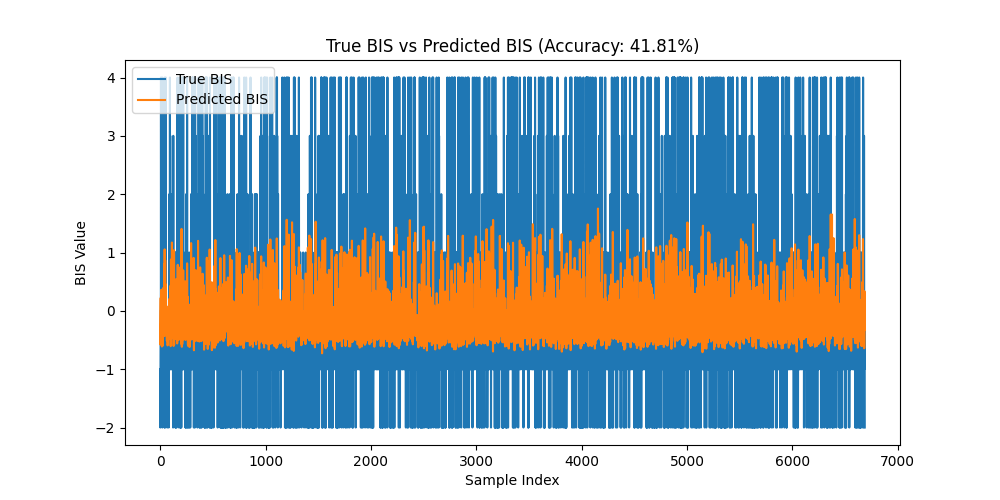 True BIS vs Predicted BIS (Accuracy: 41.81%)
True BIS
Predicted BIS
BIS Value
4
3
2
1
0
−1
−2
0 1000 2000 3000 4000 5000 6000 7000
Sample Index